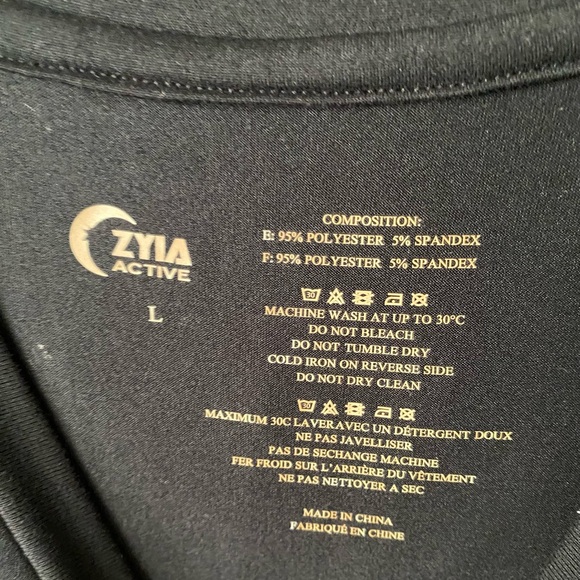 ZYIA
ACTIVE
L
COMPOSITION:
E: 95% POLYESTER 5% SPANDEX
F: 95% POLYESTER 5% SPANDEX
30
MACHINE WASH AT UP TO 30°C
DO NOT BLEACH
DO NOT TUMBLE DRY
COLD IRON ON REVERSE SIDE
DO NOT DRY CLEAN
30
MAXIMUM 30C LAVERAVEC UN DÉTERGENT DOUX
NE PAS JAVELLISER
PAS DE SECHANGE MACHINE
FER FROID SUR L'ARRIÈRE DU VÊTEMENT
NE PAS NETTOYER A SEC
MADE IN CHINA
FABRIQUÉ EN CHINE